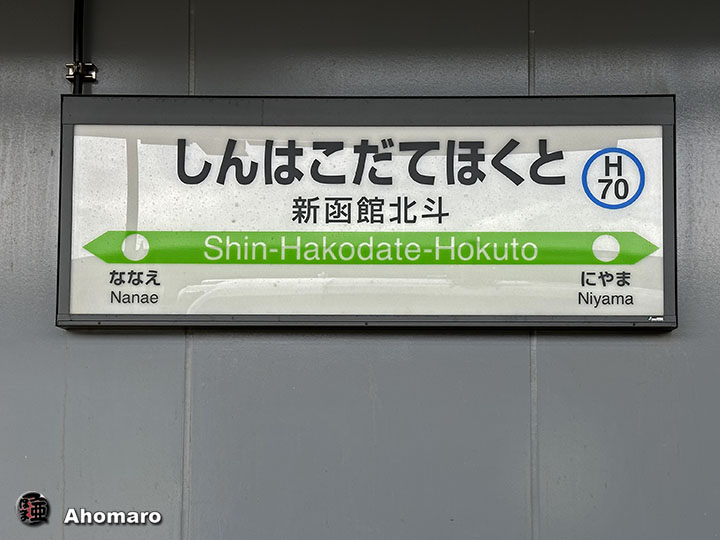 しんはこだてほくと
H
70
新函館北斗
Shin-Hakodate-Hokuto
ななえ
Nanae
にやま
Niyama
Ahomaro